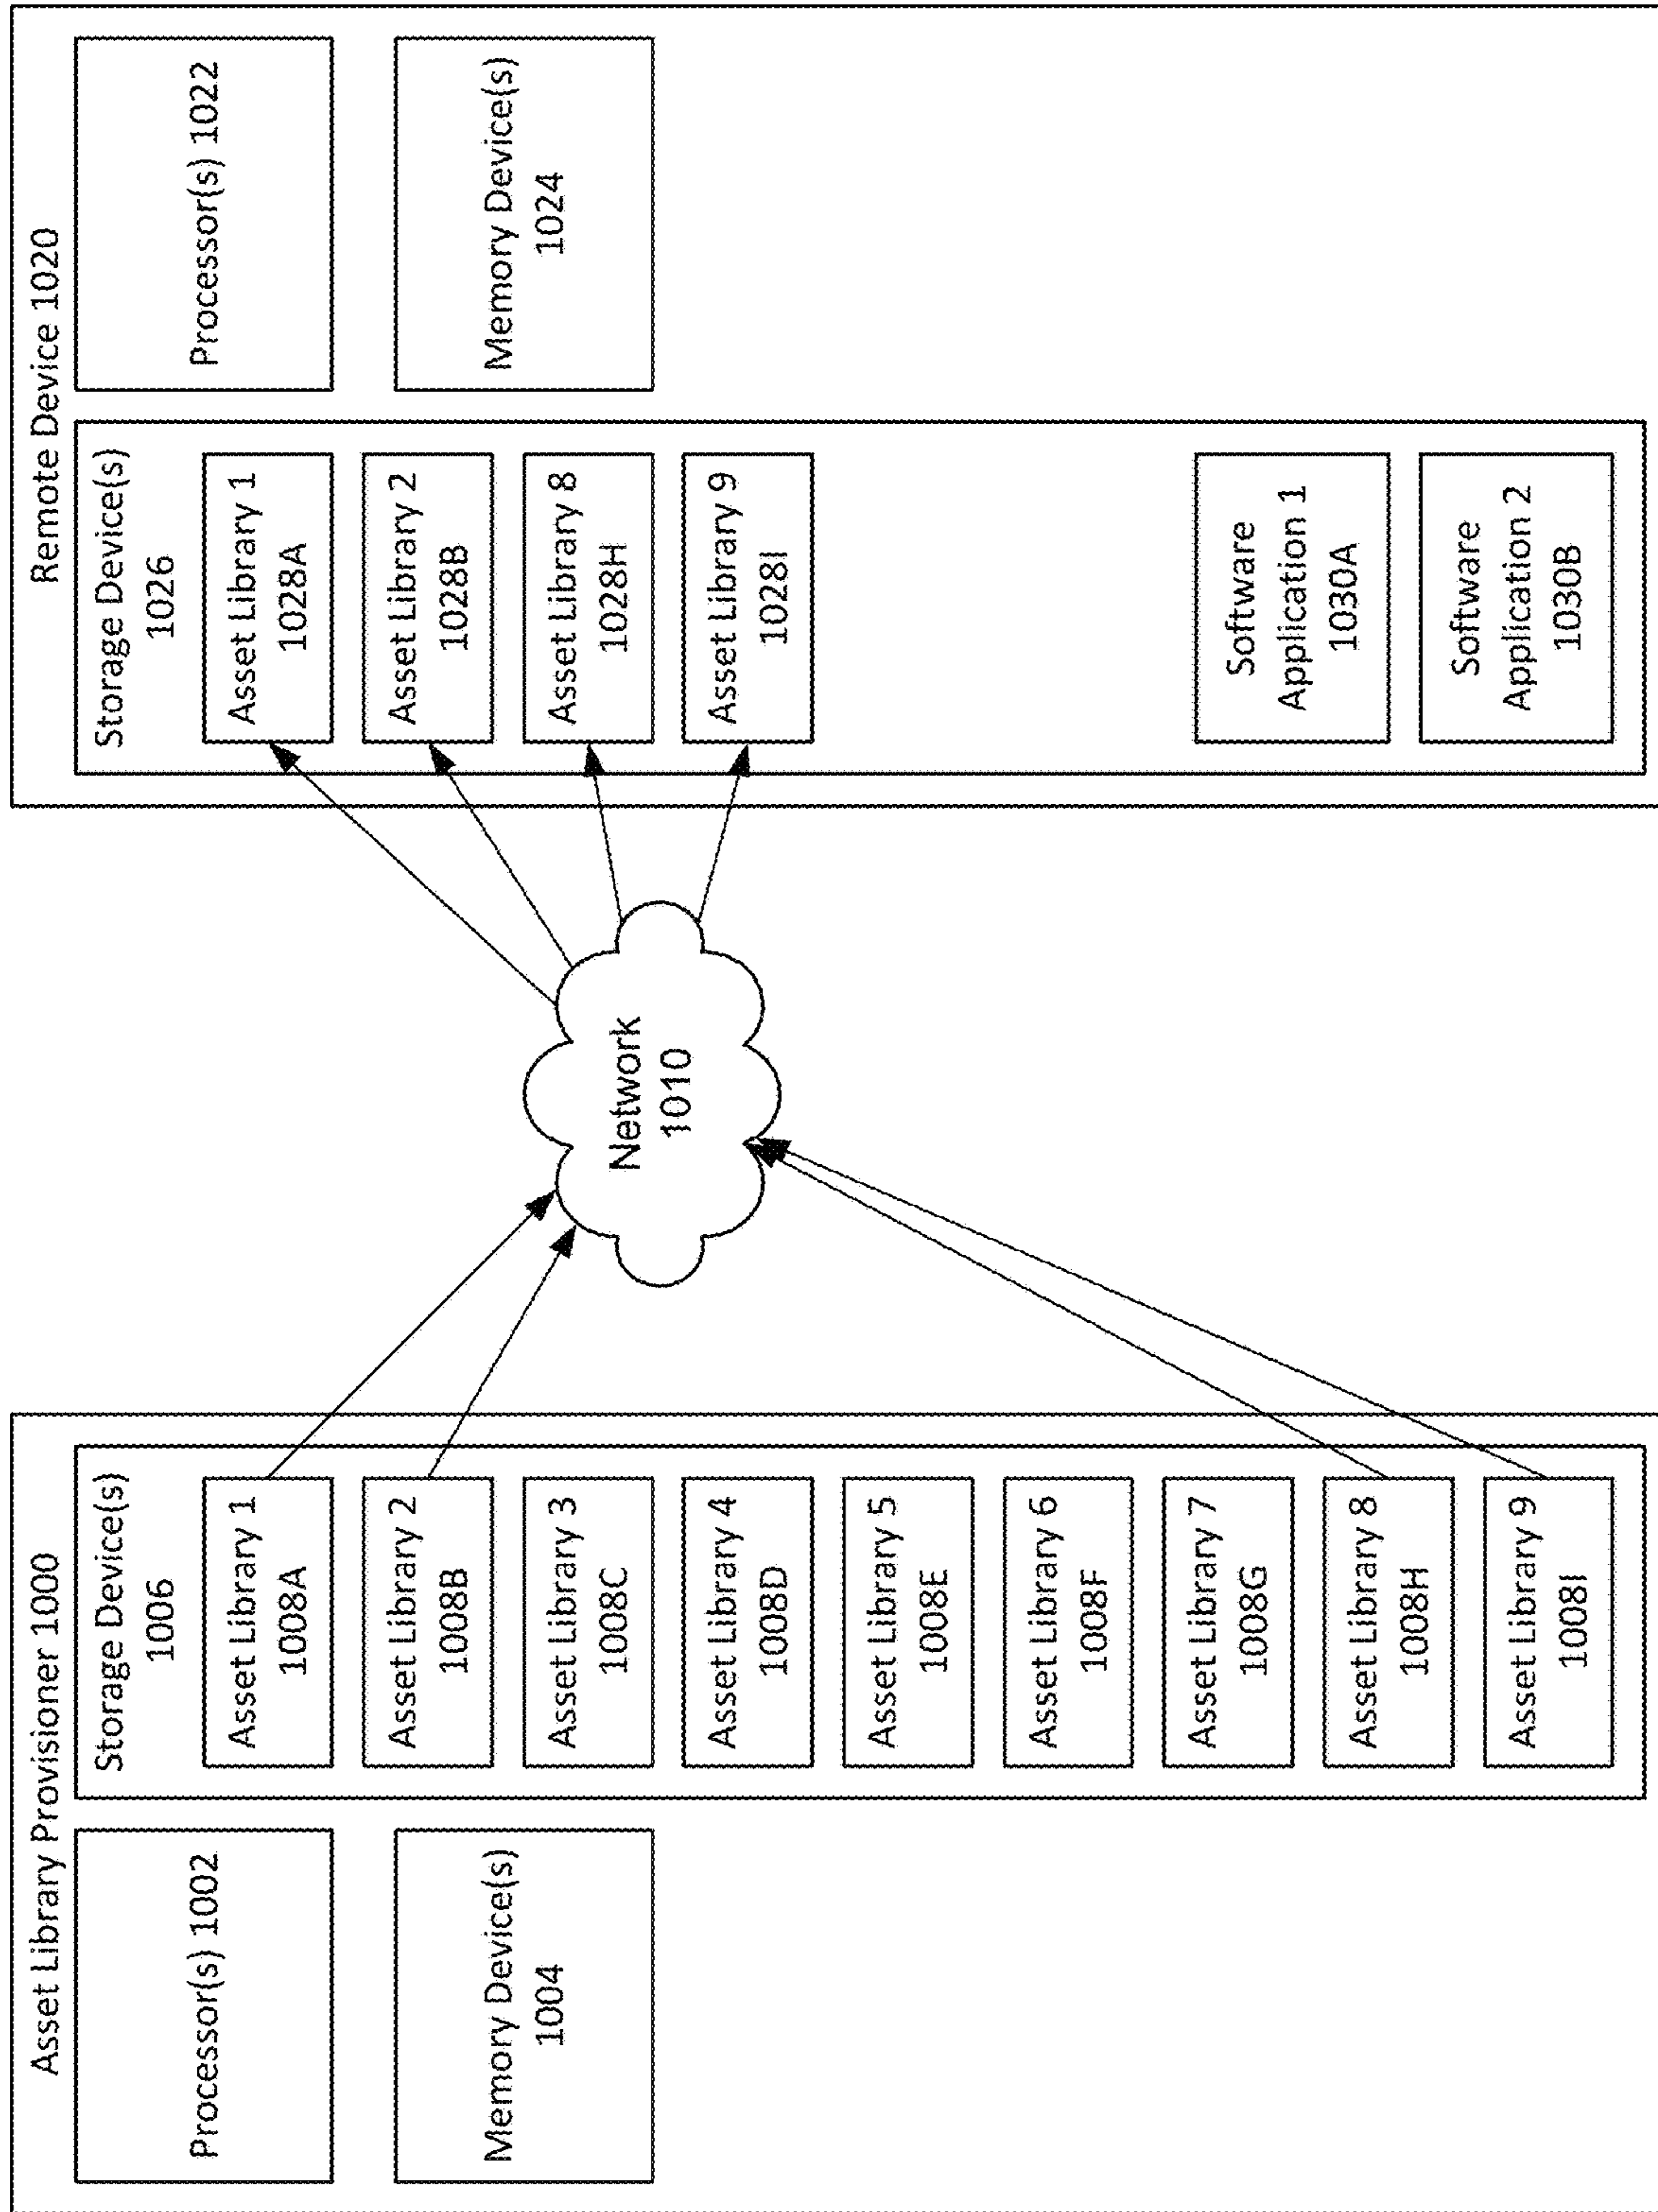 Asset Library Provisioner 1000
Processor(s) 1002
Memory Device(s)
1004
Storage Device(s)
1006
Asset Library 1
1008A
Asset Library 2
1008B
Asset Library 3
1008C
Asset Library 4
1008D
Asset Library 5
1008E
Asset Library 6
1008F
Asset Library 7
1008G
Asset Library 8
1008H
Asset Library 9
1008I
Network
1010
Remote Device 1020
Storage Device(s)
1026
Asset Library 1
1028A
Asset Library 2
1028B
Asset Library 8
1028H
Asset Library 9
1028I
Software
Application 1
1030A
Software
Application 2
1030B
Processor(s) 1022
Memory Device(s)
1024